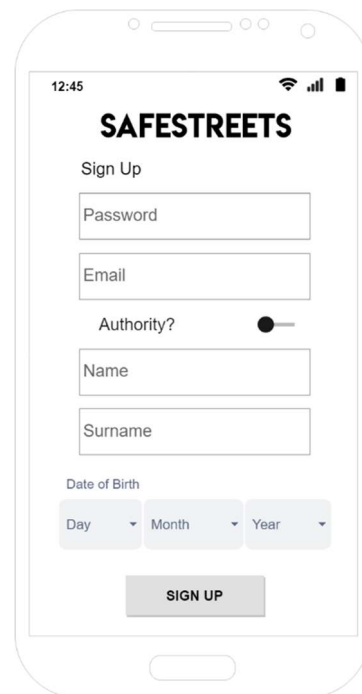 12:45
SAFESTREETS
Sign Up
Password
Email
Authority?
Name
Surname
Date of Birth
Day Month Year
SIGN UP